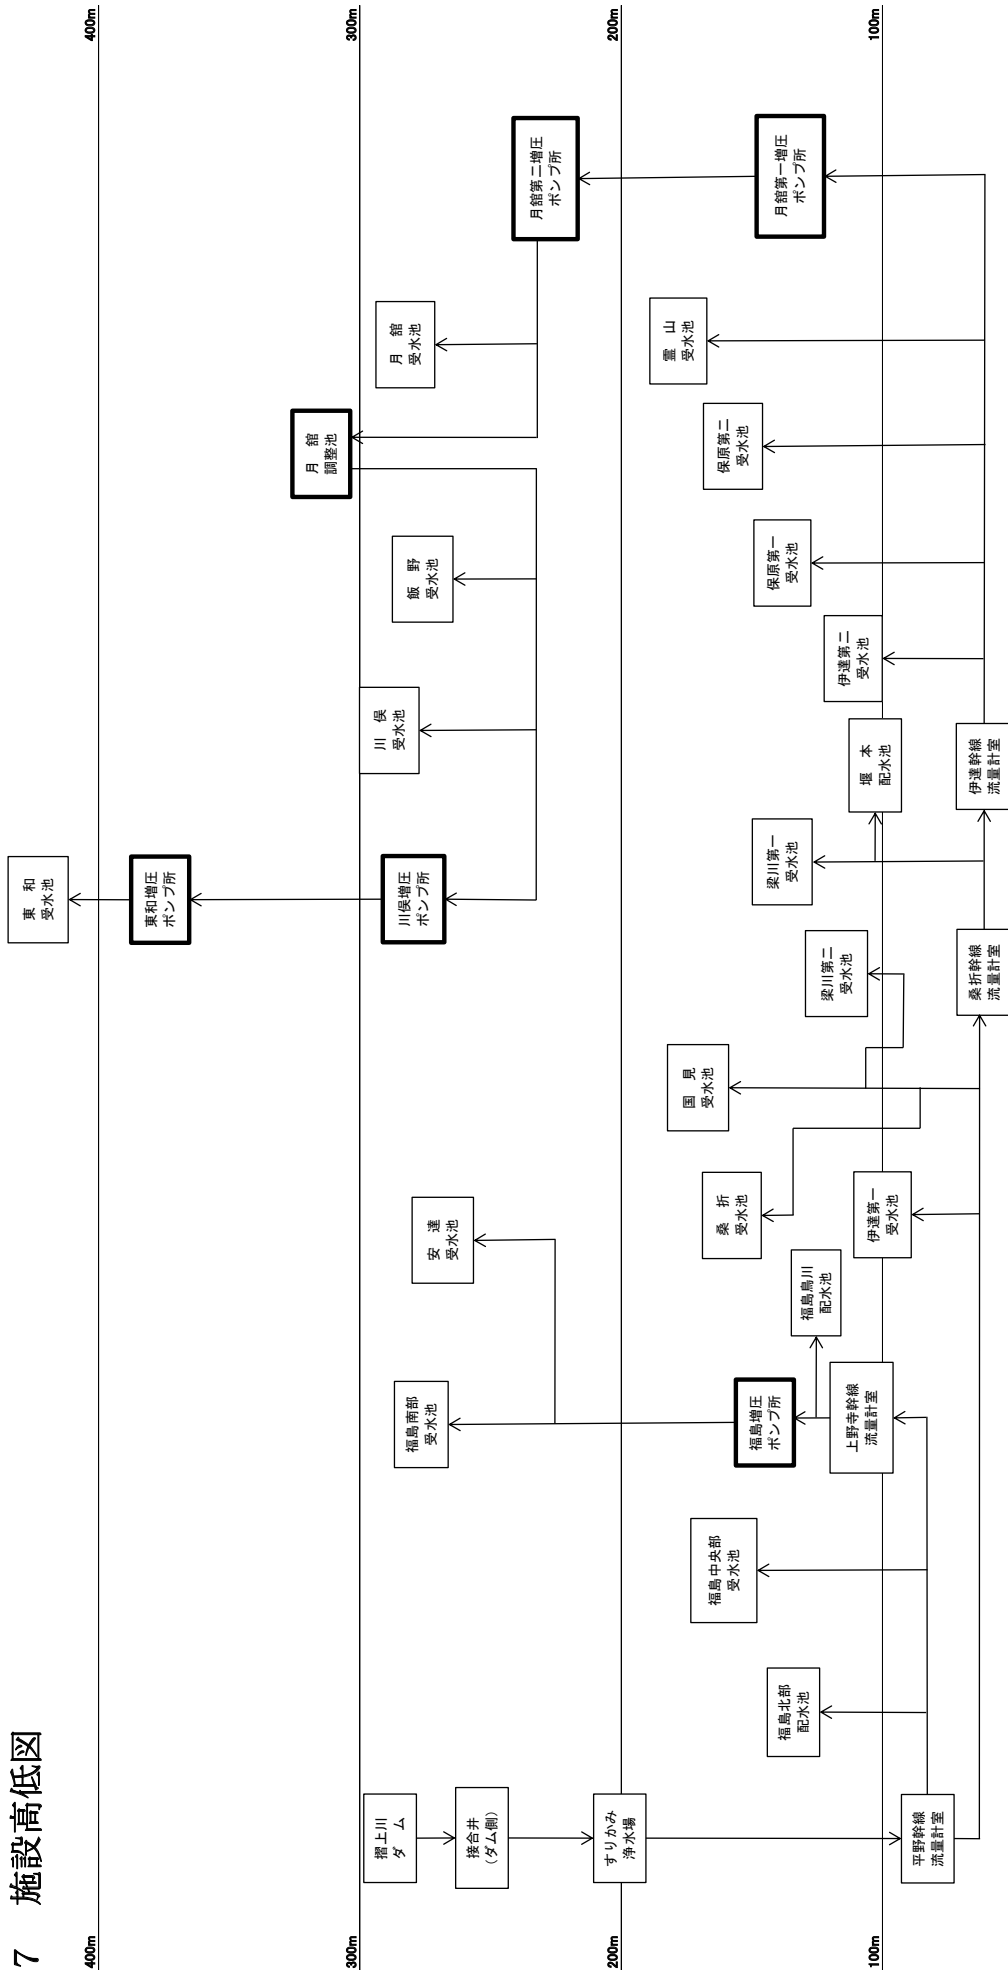 7 施設高低図
400m
300m
200m
100m
400m
300m
200m
100m
摺上川
ダム
接合井
（ダム側）
すりかみ
浄水場
平野幹線
流量計室
福島北部
配水池
福島中央部
受水池
上野寺幹線
流量計室
福島増圧
ポンプ所
福島鳥川
配水池
福島南部
受水池
安達
受水池
伊達第一
受水池
桑折
受水池
国見
受水池
梁川第二
受水池
桑折幹線
流量計室
梁川第一
受水池
堰本
配水池
伊達幹線
流量計室
伊達第二
受水池
保原第一
受水池
保原第二
受水池
霊山
受水池
月舘第一増圧
ポンプ所
月舘第二増圧
ポンプ所
月舘
受水池
月舘
調整池
飯野
受水池
川俣
受水池
川俣増圧
ポンプ所
東和増圧
ポンプ所
東和
受水池